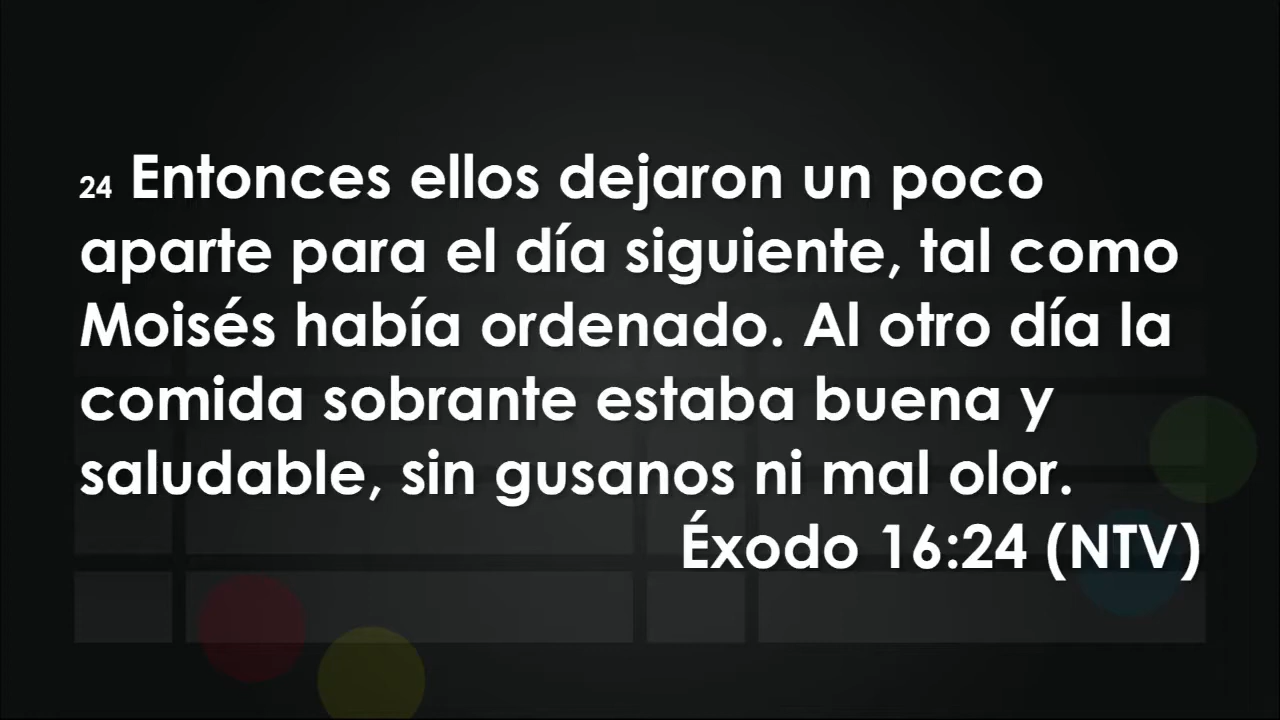 24 Entonces ellos dejaron un poco
aparte para el día siguiente, tal como
Moisés había ordenado. Al otro día la
comida sobrante estaba buena y
saludable, sin gusanos ni mal olor.
Éxodo 16:24 (NTV)